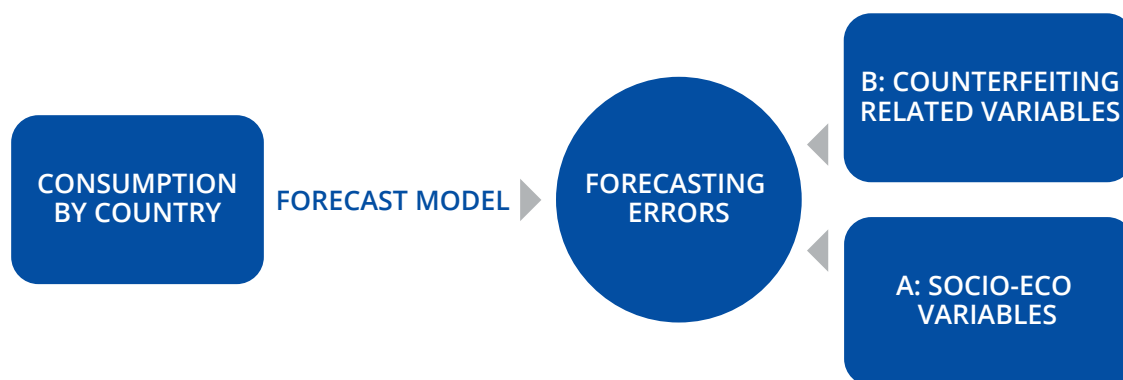 CONSUMPTION
BY COUNTRY
FORECAST MODEL
FORECASTING
ERRORS
B: COUNTERFEITING
RELATED VARIABLES
A: SOCIO-ECO
VARIABLES